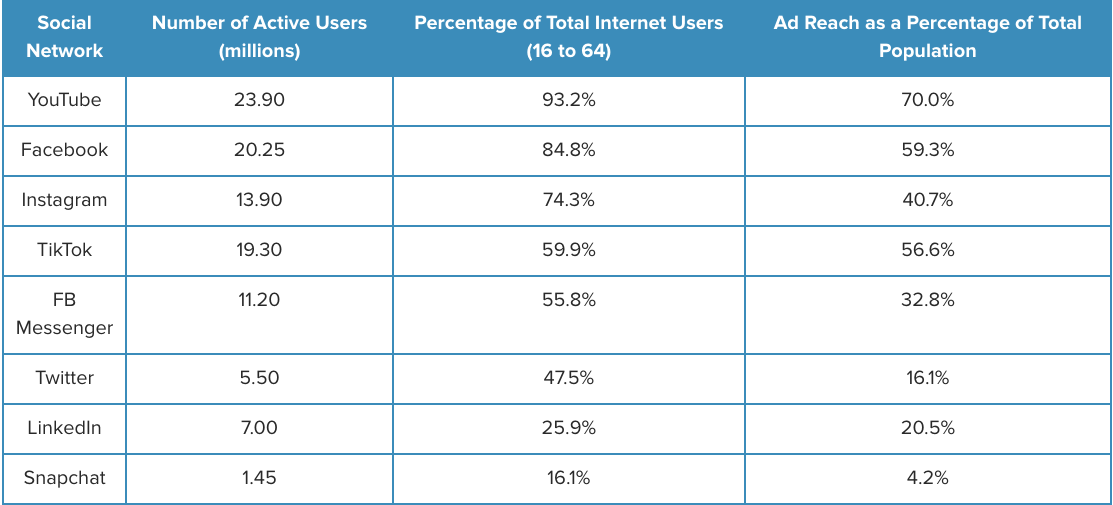 Social Network | Number of Active Users (millions) | Percentage of Total Internet Users (16 to 64) | Ad Reach as a Percentage of Total Population
YouTube | 23.90 | 93.2% | 70.0%
Facebook | 20.25 | 84.8% | 59.3%
Instagram | 13.90 | 74.3% | 40.7%
TikTok | 19.30 | 59.9% | 56.6%
FB Messenger | 11.20 | 55.8% | 32.8%
Twitter | 5.50 | 47.5% | 16.1%
LinkedIn | 7.00 | 25.9% | 20.5%
Snapchat | 1.45 | 16.1% | 4.2%